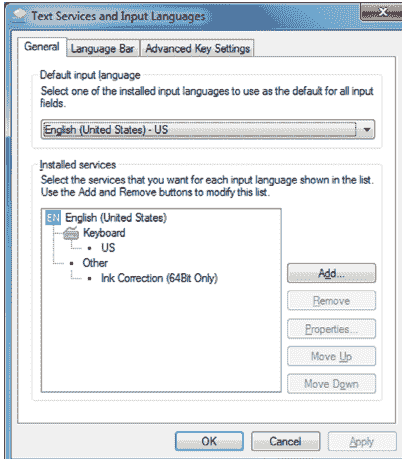 Text Services and Input Languages
General
Language Bar
Advanced Key Settings
Default input language
Select one of the installed input languages to use as the default for all input
fields.
English (United States) - US
Installed services
Select the services that you want for each input language shown in the list.
Use the Add and Remove buttons to modify this list.
EN English (United States)
Keyboard
• US
• Other
• Ink Correction (64Bit Only)
Add...
Remove
Properties...
Move Up
Move Down
OK
Cancel
Apply